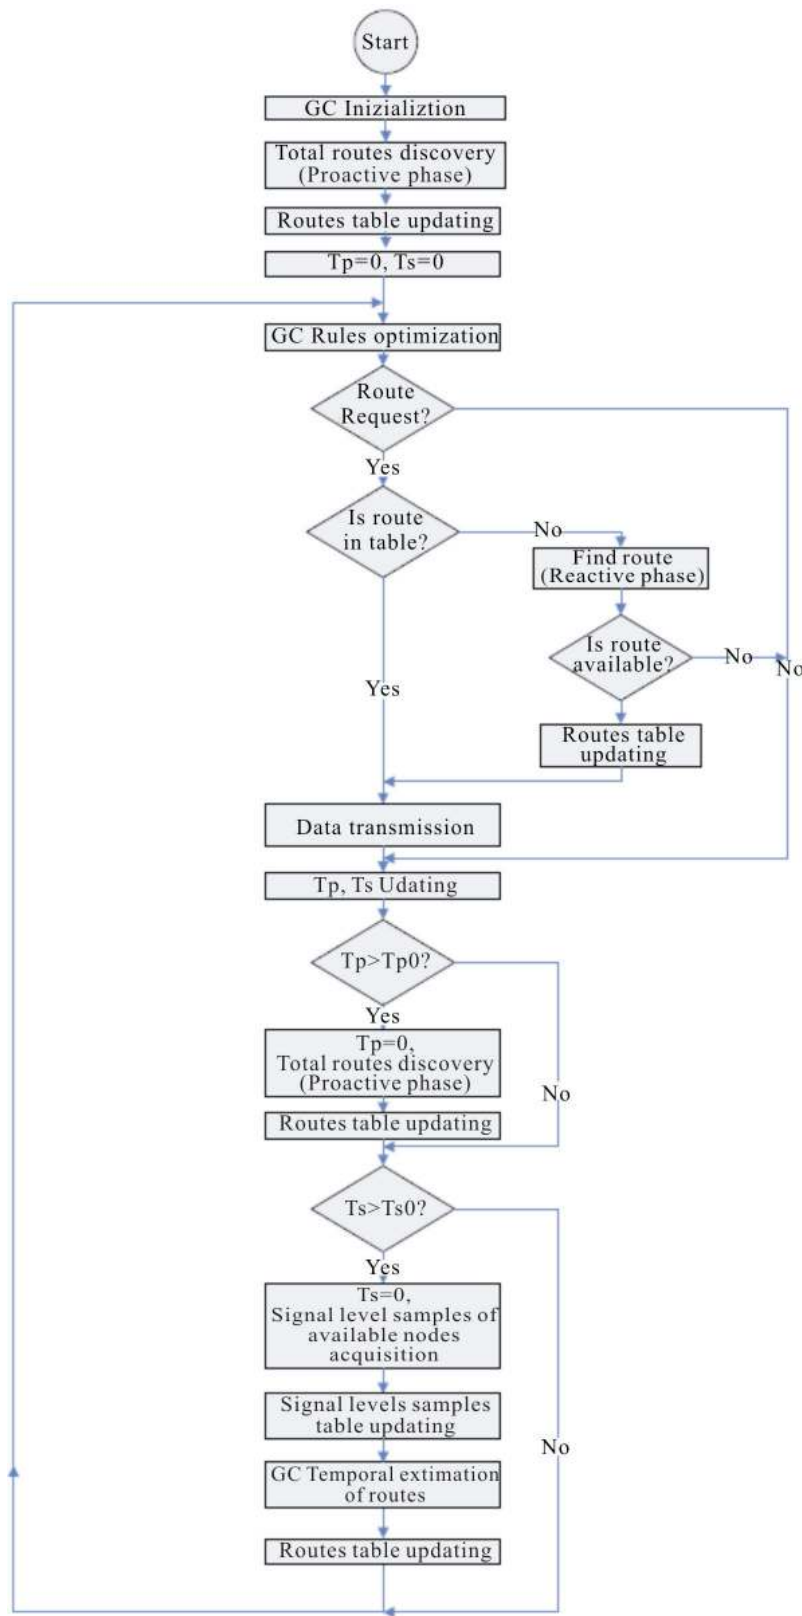 Start
GC Inizializtion
Total routes discovery
(Proactive phase)
Routes table updating
Tp=0, Ts=0
GC Rules optimization
Route
Request?
Yes
Is route
in table?
No
Find route
(Reactive phase)
Is route
available?
No
No
Yes
Routes table
updating
Data transmission
Tp, Ts Udating
Tp>Tp0?
Yes
Tp=0,
Total routes discovery
(Proactive phase)
No
Routes table updating
Ts>Ts0?
Yes
Ts=0,
Signal level samples of
available nodes
acquisition
Signal levels samples
table updating
No
GC Temporal extimation
of routes
Routes table updating